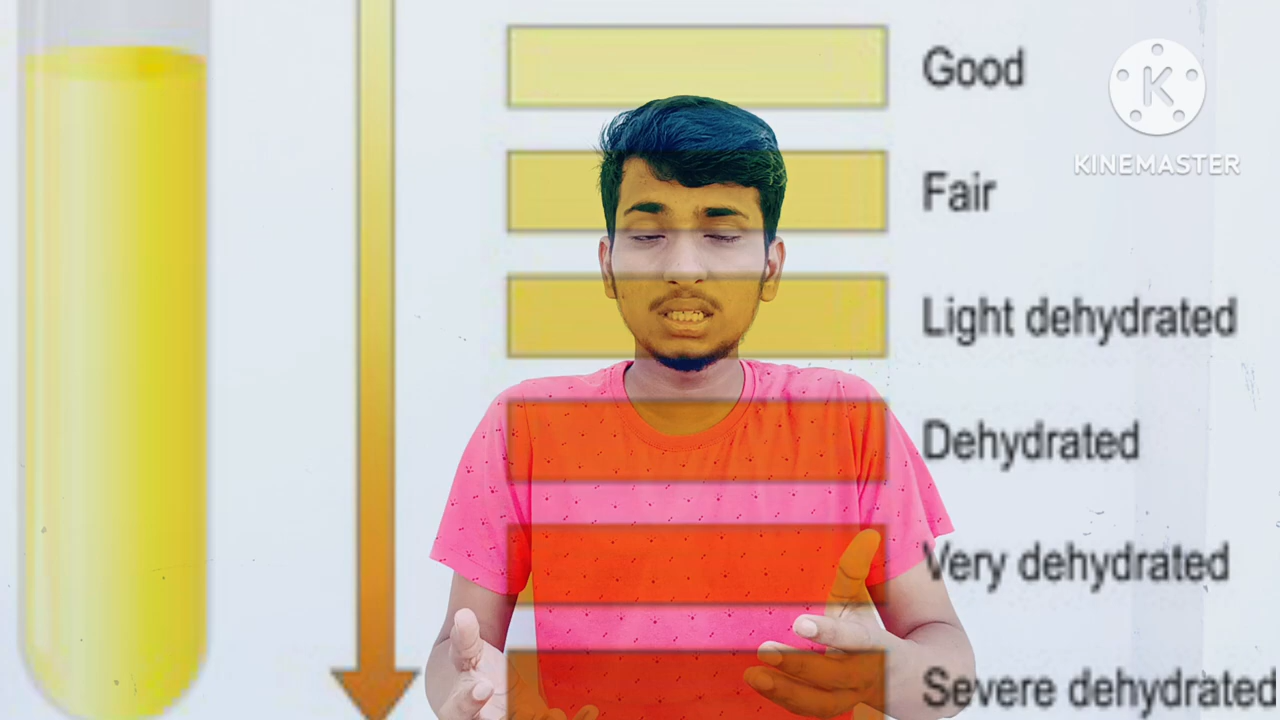 Good
K
KINEMASTER
Fair
Light dehydrated
Dehydrated
Very dehydrated
Severe dehydrated